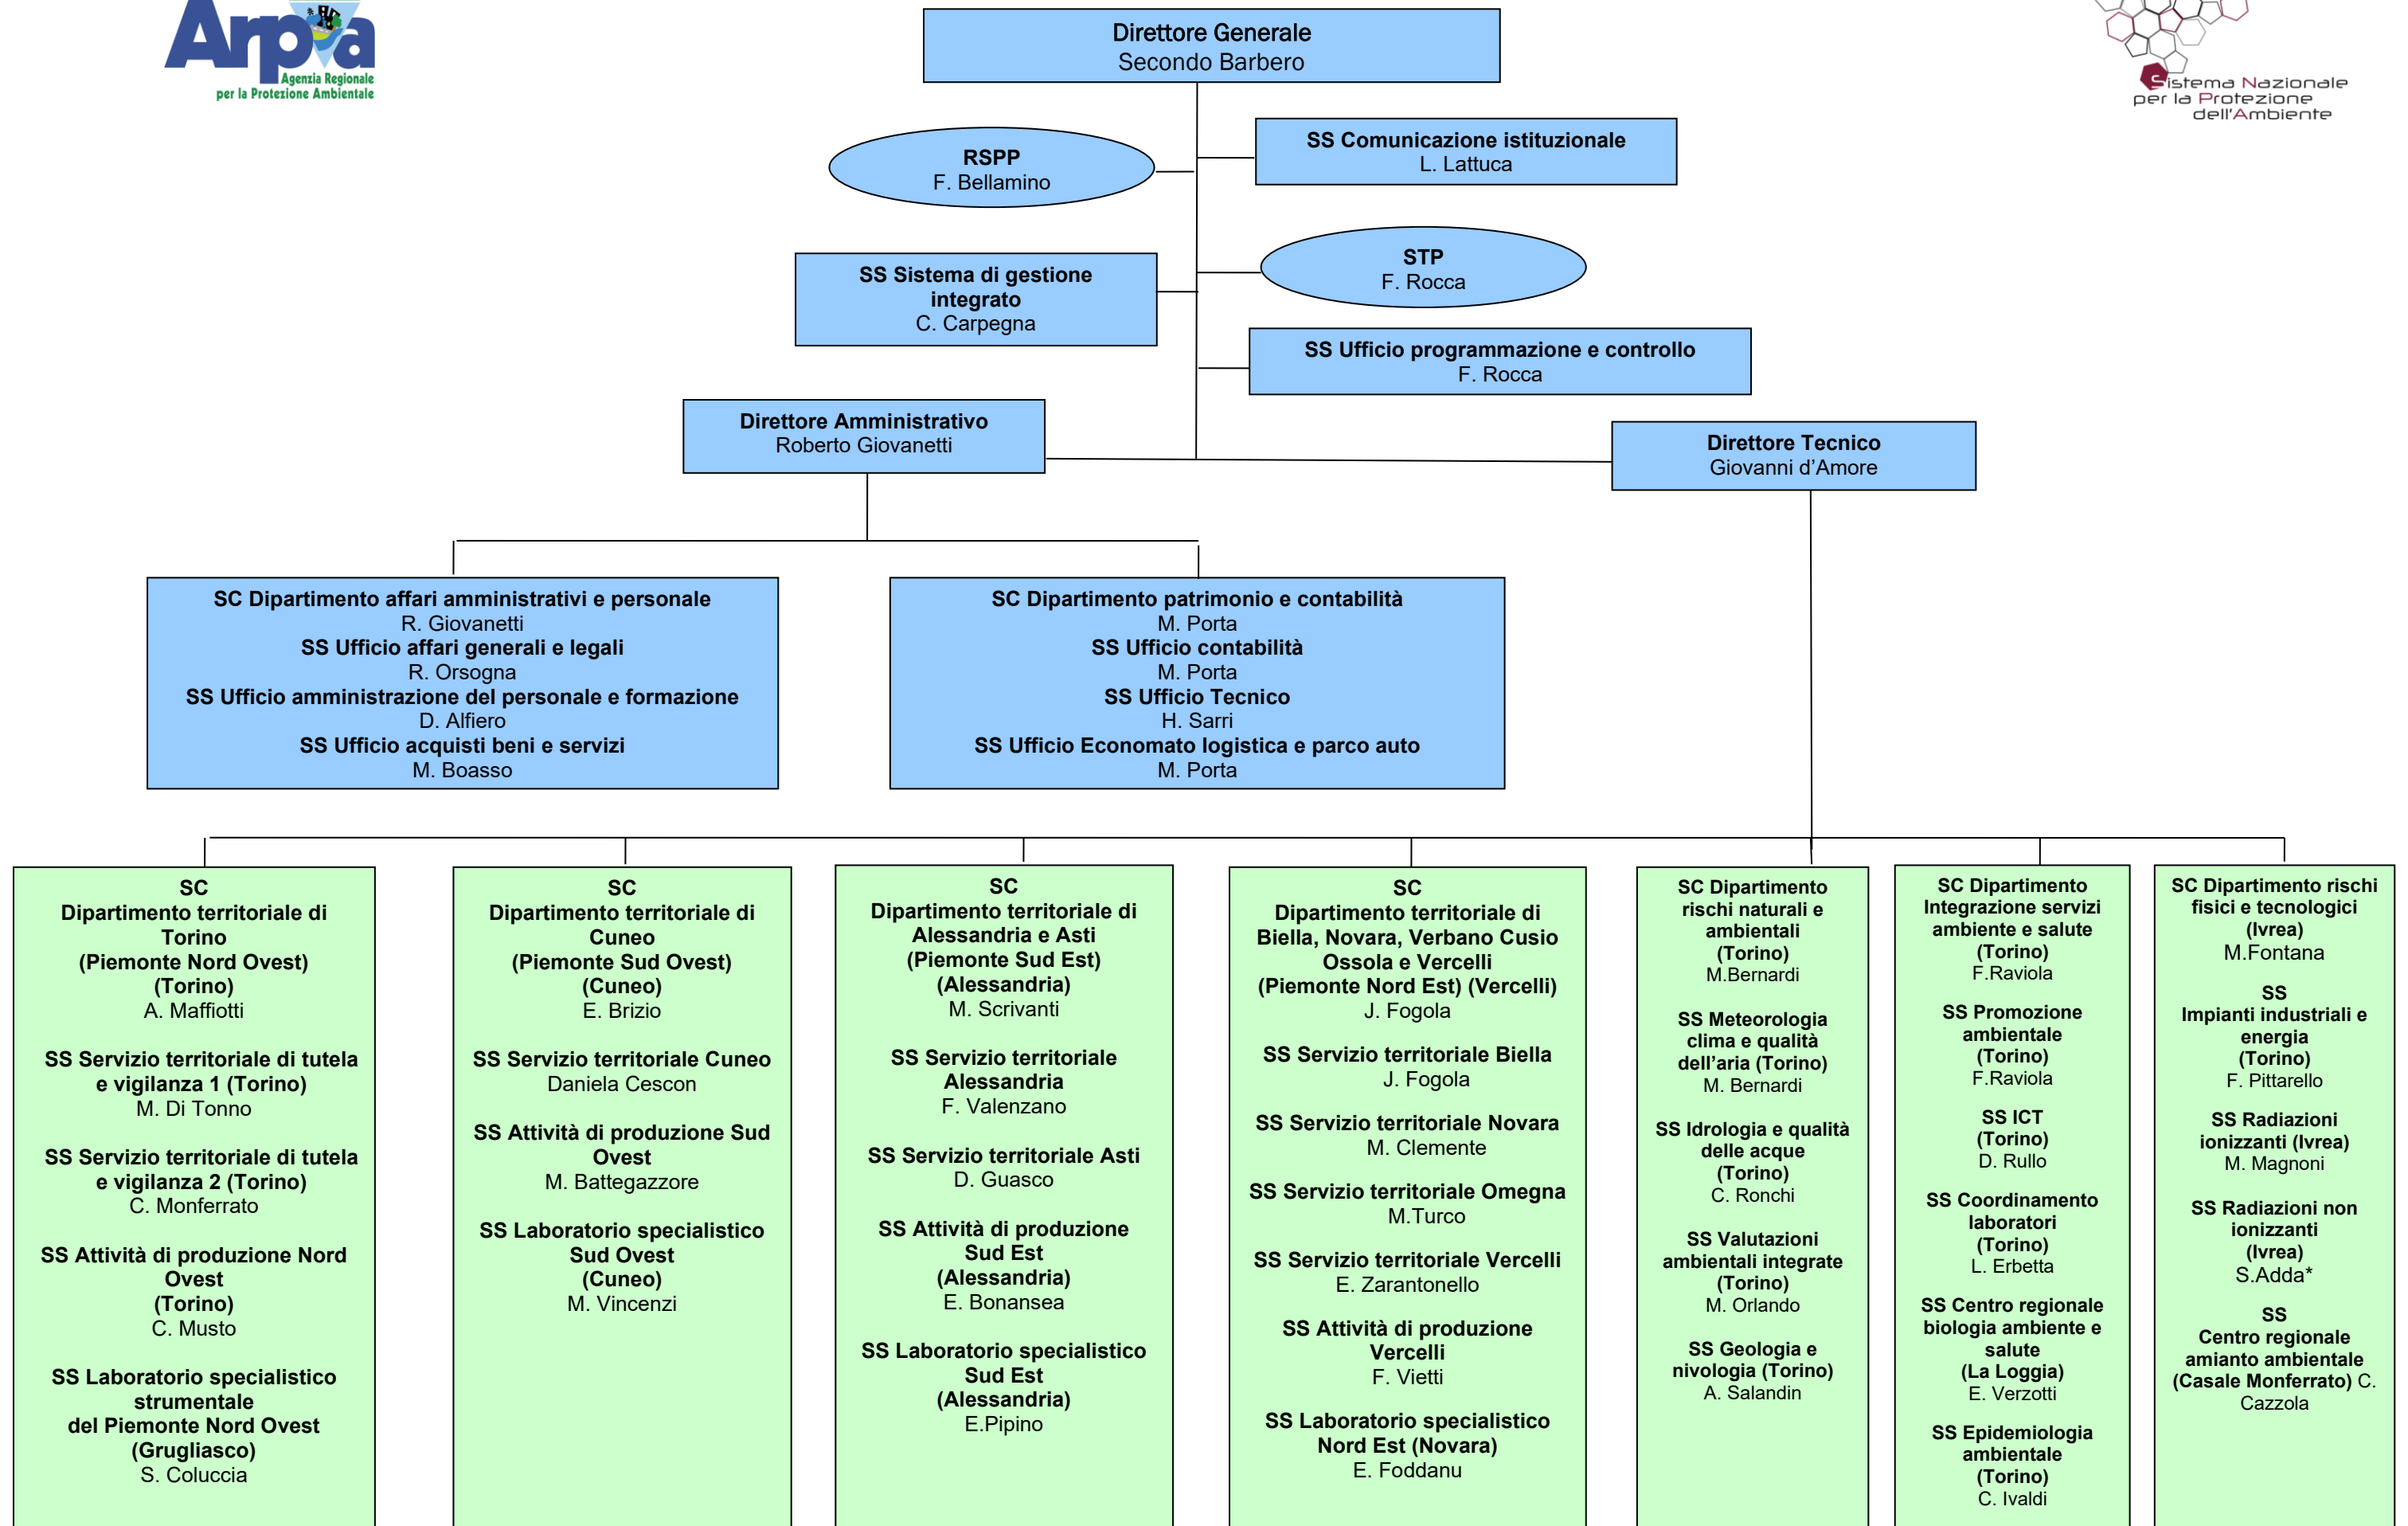 Arpa
Agenzia Regionale
per la Protezione Ambientale
Direttore Generale
Secondo Barbero
Sistema Nazionale
per la Protezione
dell'Ambiente
RSPP
F. Bellamino
SS Comunicazione istituzionale
L. Lattuca
SS Sistema di gestione
integrato
C. Carpegna
STP
F. Rocca
SS Ufficio programmazione e controllo
F. Rocca
Direttore Amministrativo
Roberto Giovanetti
Direttore Tecnico
Giovanni d’Amore
SC Dipartimento affari amministrativi e personale
R. Giovanetti
SS Ufficio affari generali e legali
R. Orsogna
SS Ufficio amministrazione del personale e formazione
D. Alfiero
SS Ufficio acquisti beni e servizi
M. Boasso
SC Dipartimento patrimonio e contabilità
M. Porta
SS Ufficio contabilità
M. Porta
SS Ufficio Tecnico
H. Sarri
SS Ufficio Economato logistica e parco auto
M. Porta
SC
Dipartimento territoriale di
Torino
(Piemonte Nord Ovest)
(Torino)
A. Maffiotti
SS Servizio territoriale di tutela
e vigilanza 1 (Torino)
M. Di Tonno
SS Servizio territoriale di tutela
e vigilanza 2 (Torino)
C. Monferrato
SS Attività di produzione Nord
Ovest
(Torino)
C. Musto
SS Laboratorio specialistico
strumentale
del Piemonte Nord Ovest
(Grugliasco)
S. Coluccia
SC
Dipartimento territoriale di
Cuneo
(Piemonte Sud Ovest)
(Cuneo)
E. Brizio
SS Servizio territoriale Cuneo
Daniela Cescon
SS Attività di produzione Sud
Ovest
M. Battegazzore
SS Laboratorio specialistico
Sud Ovest
(Cuneo)
M. Vincenzi
SC
Dipartimento territoriale di
Alessandria e Asti
(Piemonte Sud Est)
(Alessandria)
M. Scrivanti
SS Servizio territoriale
Alessandria
F. Valenzano
SS Servizio territoriale Asti
D. Guasco
SS Attività di produzione
Sud Est
(Alessandria)
E. Bonansea
SS Laboratorio specialistico
Sud Est
(Alessandria)
E.Pipino
SC
Dipartimento territoriale di
Biella, Novara, Verbano Cusio
Ossola e Vercelli
(Piemonte Nord Est) (Vercelli)
J. Fogola
SS Servizio territoriale Biella
J. Fogola
SS Servizio territoriale Novara
M. Clemente
SS Servizio territoriale Omegna
M.Turco
SS Servizio territoriale Vercelli
E. Zarantonello
SS Attività di produzione
Vercelli
F. Vietti
SS Laboratorio specialistico
Nord Est (Novara)
E. Foddanu
SC Dipartimento
rischi naturali e
ambientali
(Torino)
M.Bernardi
SS Meteorologia
clima e qualità
dell’aria (Torino)
M. Bernardi
SS Idrologia e qualità
delle acque
(Torino)
C. Ronchi
SS Valutazioni
ambientali integrate
(Torino)
M. Orlando
SS Geologia e
nivologia (Torino)
A. Salandin
SC Dipartimento
Integrazione servizi
ambiente e salute
(Torino)
F.Raviola
SS Promozione
ambientale
(Torino)
F.Raviola
SS ICT
(Torino)
D. Rullo
SS Coordinamento
laboratori
(Torino)
L. Erbetta
SS Centro regionale
biologia ambiente e
salute
(La Loggia)
E. Verzotti
SS Epidemiologia
ambientale
(Torino)
C. Ivaldi
SC Dipartimento rischi
fisici e tecnologici
(Ivrea)
M.Fontana
SS
Impianti industriali e
energia
(Torino)
F. Pittarello
SS Radiazioni
ionizzanti (Ivrea)
M. Magnoni
SS Radiazioni non
ionizzanti
(Ivrea)
S.Adda*
SS
Centro regionale
amianto ambientale
(Casale Monferrato) C.
Cazzola